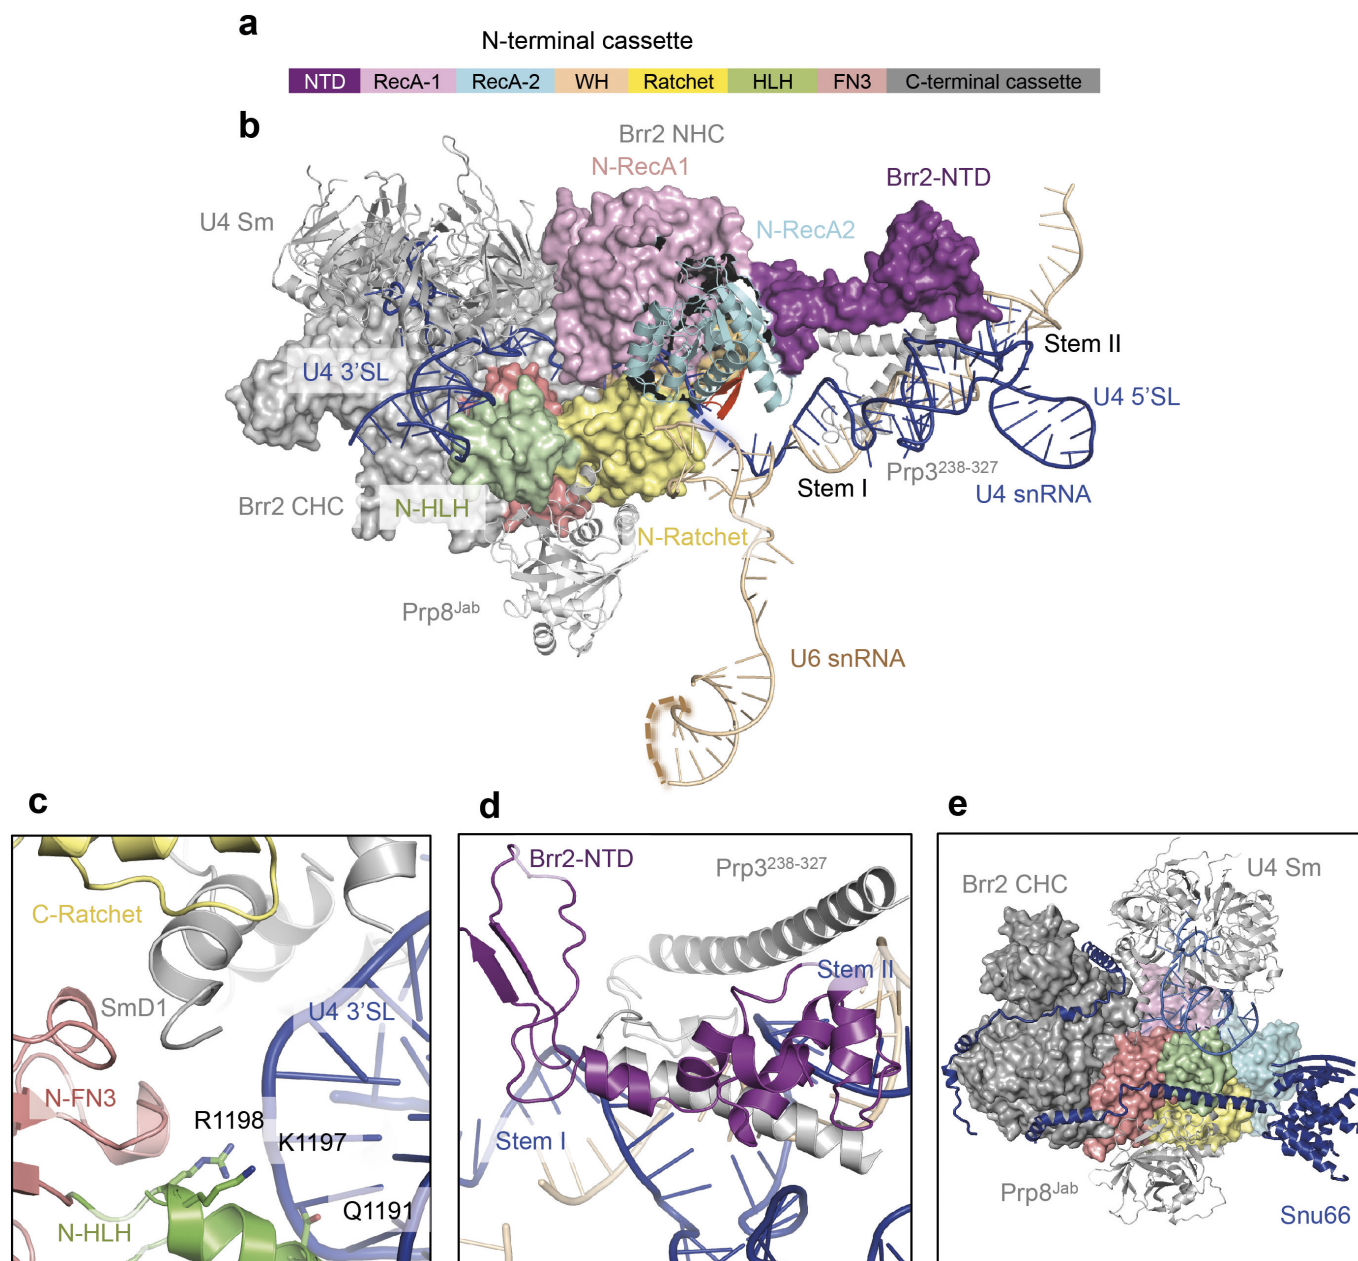 a
N-terminal cassette
NTD RecA-1 RecA-2 WH Ratchet HLH FN3 C-terminal cassette
b
Brr2 NHC
N-RecA1
Brr2-NTD
U4 Sm
N-RecA2
Stem II
U4 3'SL
U4 5'SL
Prp3²³⁸⁻³²⁷
Stem I
U4 snRNA
Brr2 CHC
N-HLH
N-Ratchet
Prp8ᴶᵃᵇ
U6 snRNA
c
C-Ratchet
SmD1
U4 3'SL
N-FN3
R1198
K1197
Q1191
N-HLH
d
Brr2-NTD
Prp3²³⁸⁻³²⁷
Stem II
Stem I
e
U4 Sm
Brr2 CHC
Prp8ᴶᵃᵇ
Snu66